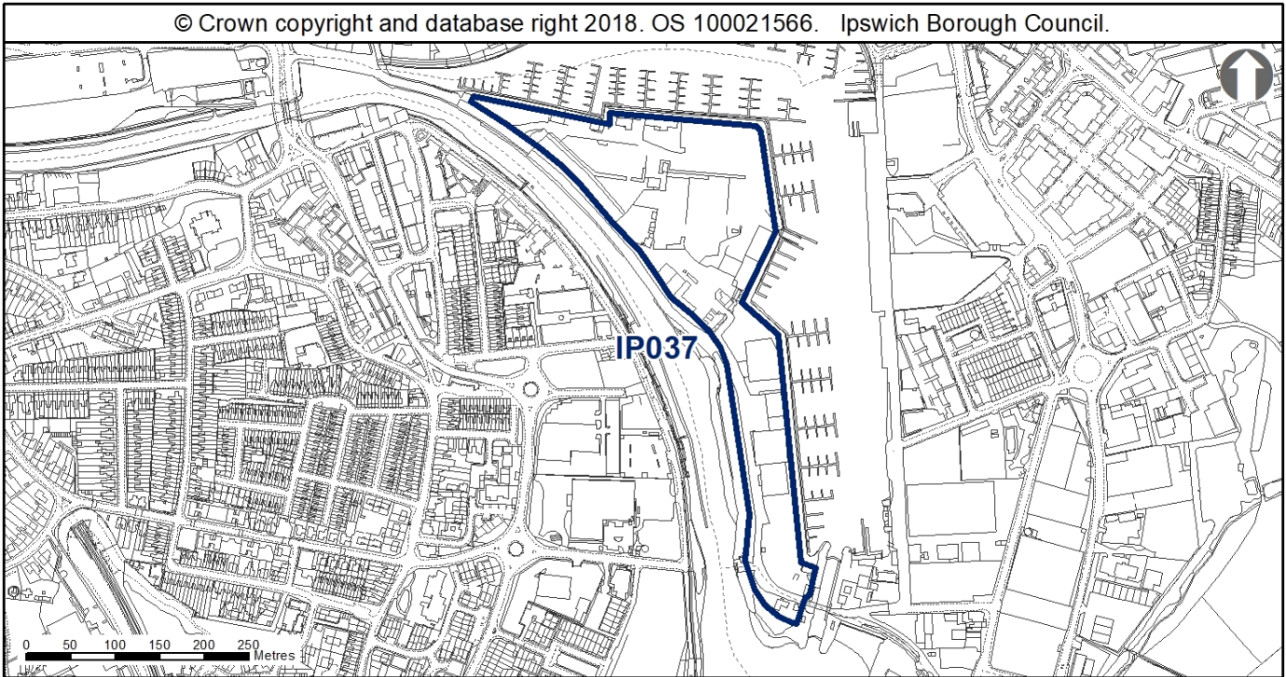 © Crown copyright and database right 2018. OS 100021566. Ipswich Borough Council.
IP037
0 50 100 150 200 250
Metres